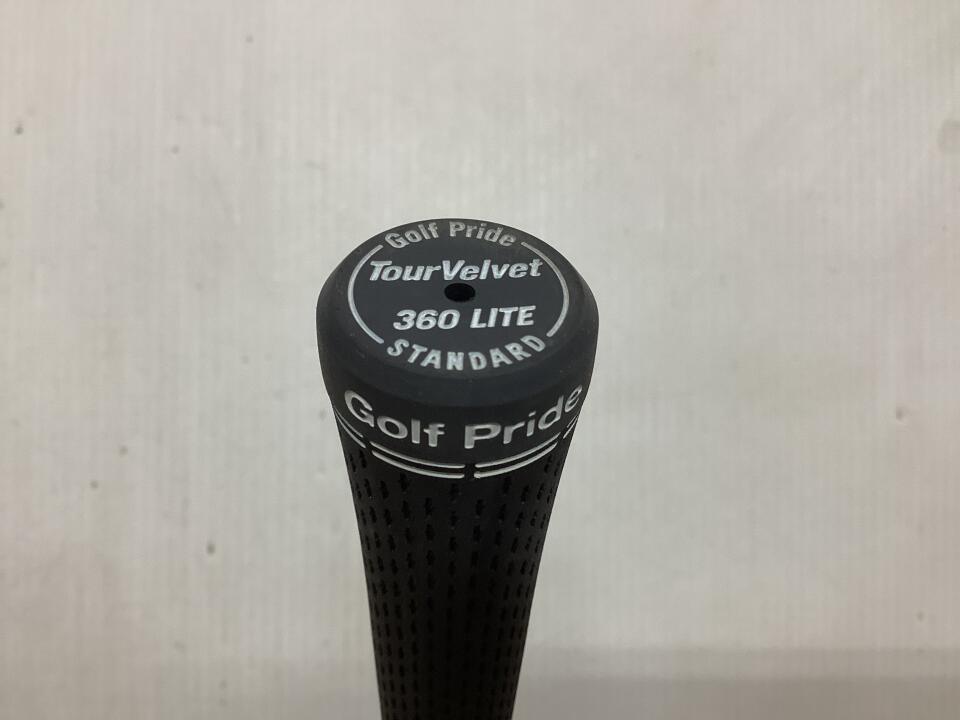 Golf Pride
TourVelvet
360 LITE
STANDARD
Golf Pride